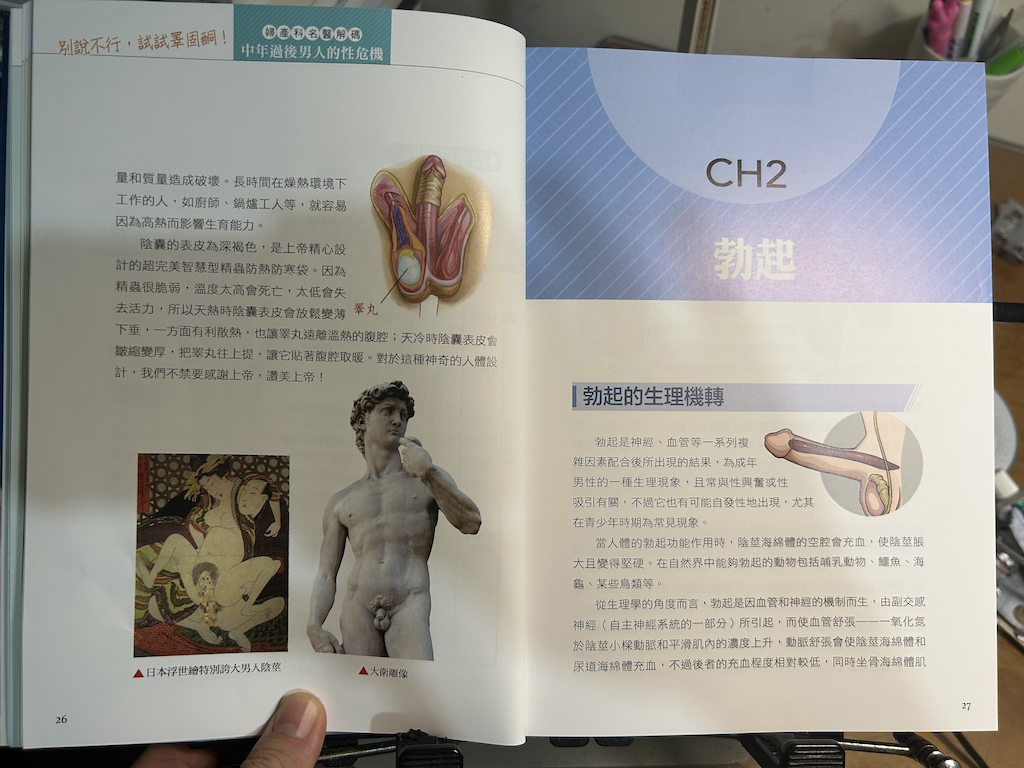 別說不行，試試睪固酮！
婦產科名醫解碼
中年過後男人的性危機
量和質量造成破壞。長時間在燥熱環境下
工作的人，如廚師、鍋爐工人等，就容易
因為高熱而影響生育能力。
陰囊的表皮為深褐色，是上帝精心設
計的超完美智慧型精蟲防熱防寒袋。因為
精蟲很脆弱，溫度太高會死亡，太低會失
去活力，所以天熱時陰囊表皮會放鬆變薄
下垂，一方面有利散熱，也讓睪丸遠離溫熱的腹腔；天冷時陰囊表皮會
皺縮變厚，把睪丸往上提，讓它貼著腹腔取暖。對於這種神奇的人體設
計，我們不禁要感謝上帝，讚美上帝！
睪丸
▲日本浮世繪特別誇大男人陰莖
▲大衛雕像
26
CH2
勃起
勃起的生理機轉
勃起是神經、血管等一系列複
雜因素配合後所出現的結果，為成年
男性的一種生理現象，且常與性興奮或性
吸引有關，不過它也有可能自發性地出現，尤其
在青少年時期為常見現象。
當人體的勃起功能作用時，陰莖海綿體的空腔會充血，使陰莖脹
大且變得堅硬。在自然界中能夠勃起的動物包括哺乳動物、鱷魚、海
龜、某些鳥類等。
從生理學的角度而言，勃起是因血管和神經的機制而生，由副交感
神經（自主神經系統的一部分）所引起，而使血管舒張——一氧化氮
於陰莖小樑動脈和平滑肌內的濃度上升，動脈舒張會使陰莖海綿體和
尿道海綿體充血，不過後者的充血程度相對較低，同時坐骨海綿體肌
27